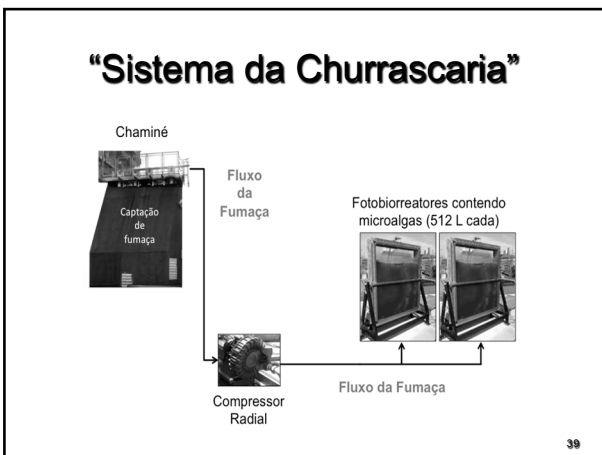 “Sistema da Churrascaria”
Chaminé
Captação
de
fumaça
Fluxo
da
Fumaça
Fotobiorreatores contendo
microalgas (512 L cada)
Compressor
Radial
Fluxo da Fumaça
39